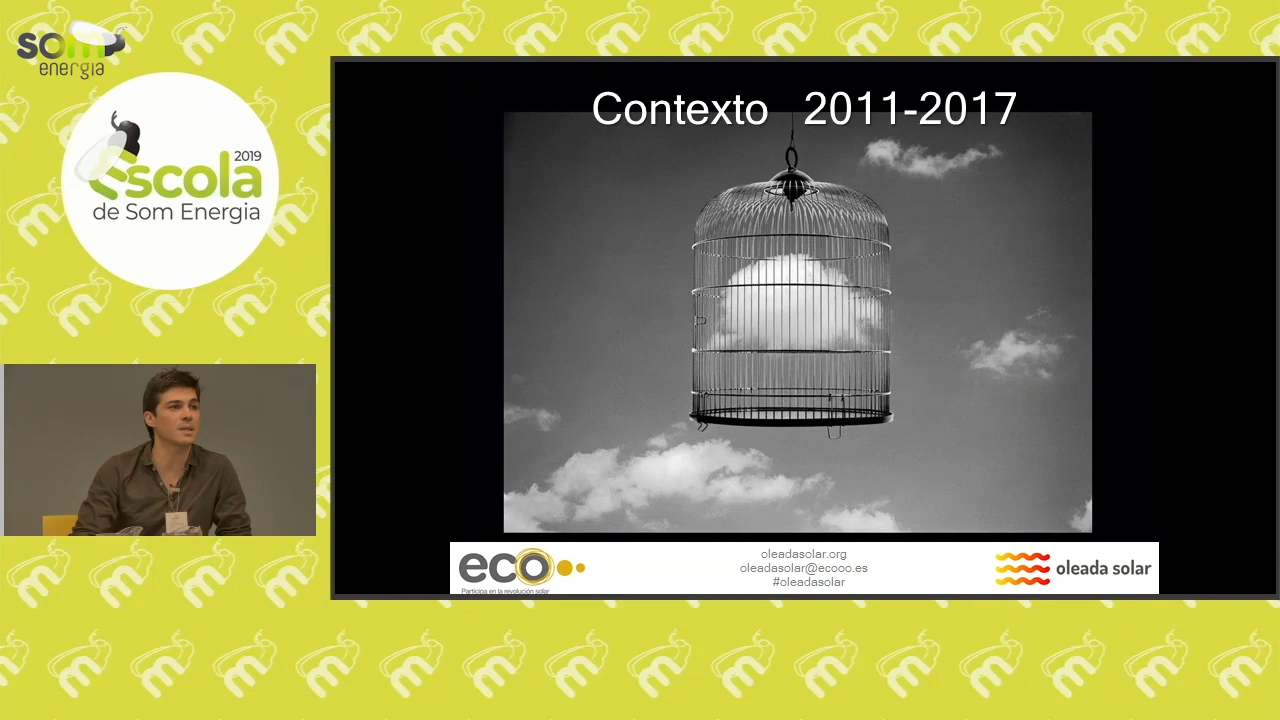 som
energia
2019
Escola
de Som Energia
Contexto 2011-2017
ecooo
Participa en la revolución solar
oleadasolar.org
oleadasolar@ecooo.es
#oleadasolar
oleada solar